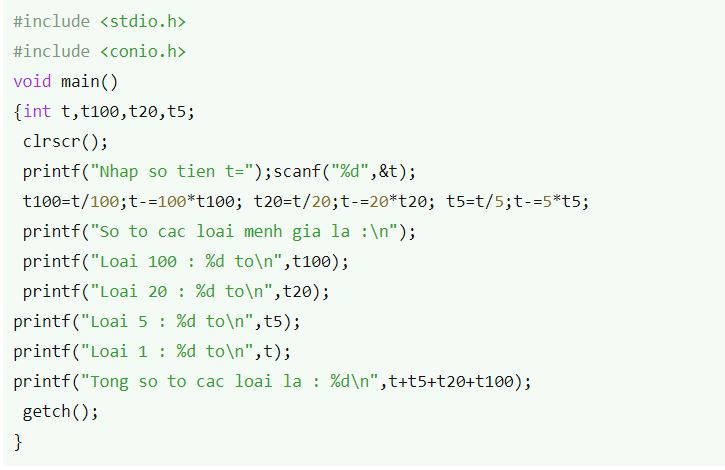 #include <stdio.h>
#include <conio.h>
void main()
{int t,t100,t20,t5;
 clrscr();
 printf("Nhap so tien t=");scanf("%d",&t);
 t100=t/100;t-=100*t100; t20=t/20;t-=20*t20; t5=t/5;t-=5*t5;
 printf("So to cac loai menh gia la :\n");
 printf("Loai 100 : %d to\n",t100);
 printf("Loai 20 : %d to\n",t20);
printf("Loai 5 : %d to\n",t5);
printf("Loai 1 : %d to\n",t);
printf("Tong so to cac loai la : %d\n",t+t5+t20+t100);
 getch();
}